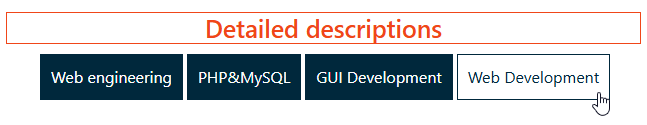 Detailed descriptions
Web engineering PHP&MySQL GUI Development Web Development